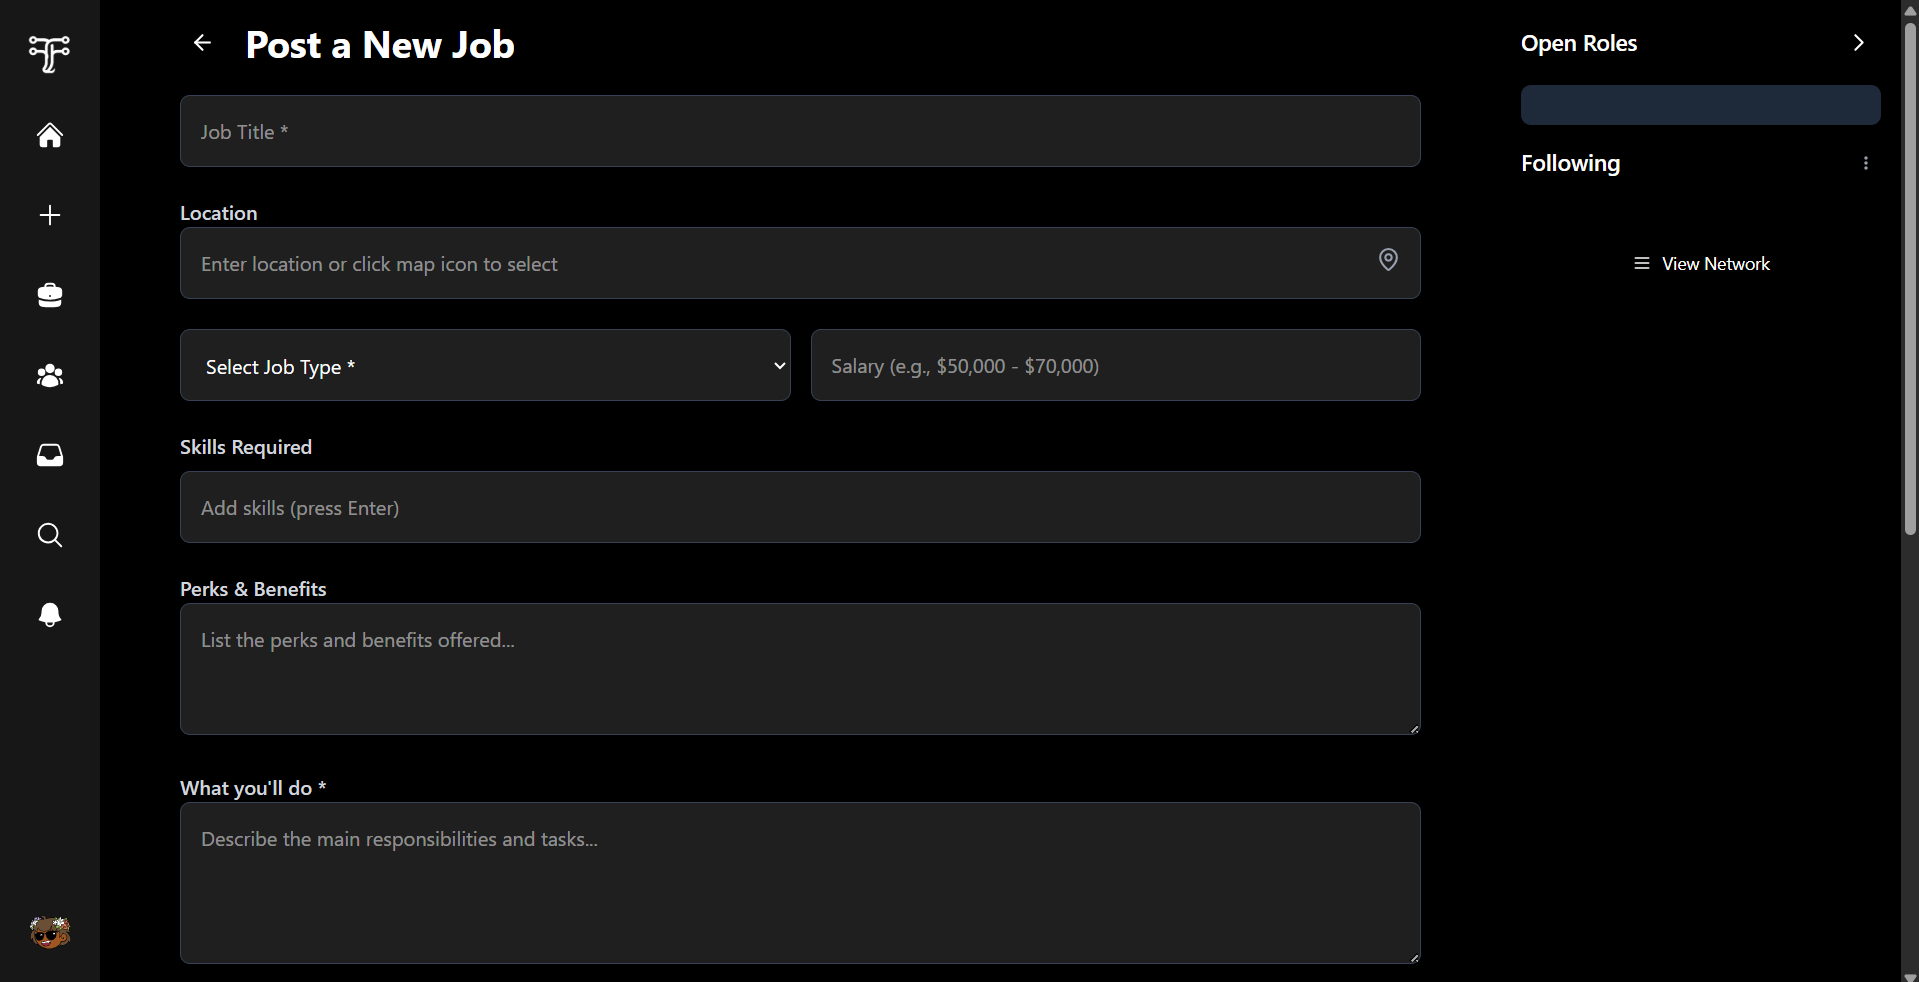 Post a New Job
Job Title *
Location
Enter location or click map icon to select
Select Job Type *
Salary (e.g., $50,000 - $70,000)
Skills Required
Add skills (press Enter)
Perks & Benefits
List the perks and benefits offered...
What you'll do *
Describe the main responsibilities and tasks...
Open Roles
Following
View Network